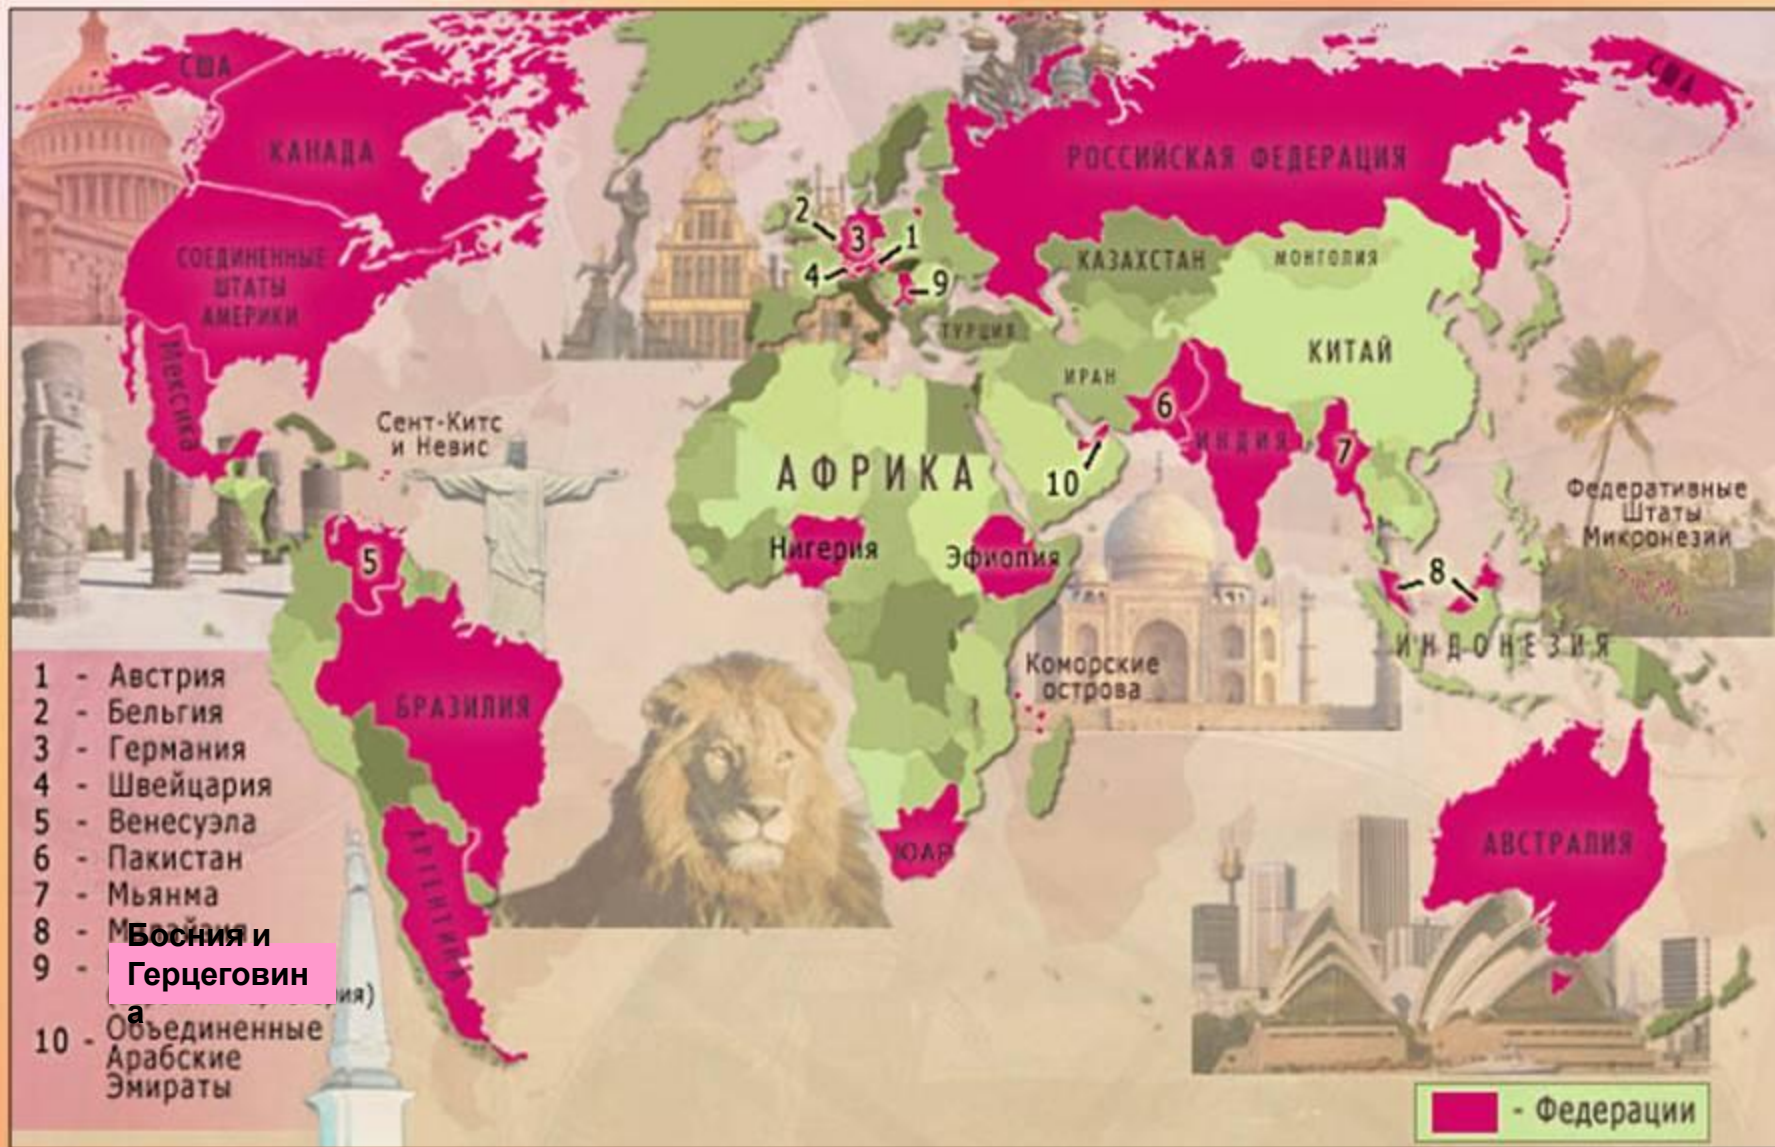 США
КАНАДА
СОЕДИНЕННЫЕ
ШТАТЫ
АМЕРИКИ
Мексика
Сент-Китс
и Невис
5
БРАЗИЛИЯ
АРГЕНТИНА
2
3
1
4
9
РОССИЙСКАЯ ФЕДЕРАЦИЯ
США
КАЗАХСТАН
МОНГОЛИЯ
ТУРЦИЯ
ИРАН
КИТАЙ
6
ИНДИЯ
7
10
АФРИКА
Нигерия
Эфиопия
Федеративные
Штаты
Микронезии
8
ИНДОНЕЗИЯ
Коморские
острова
ЮАР
АВСТРАЛИЯ
1 - Австрия
2 - Бельгия
3 - Германия
4 - Швейцария
5 - Венесуэла
6 - Пакистан
7 - Мьянма
8 -
Босния и
9 - Герцеговин
а
ия)
10 - Объединенные
Арабские
Эмираты
- Федерации